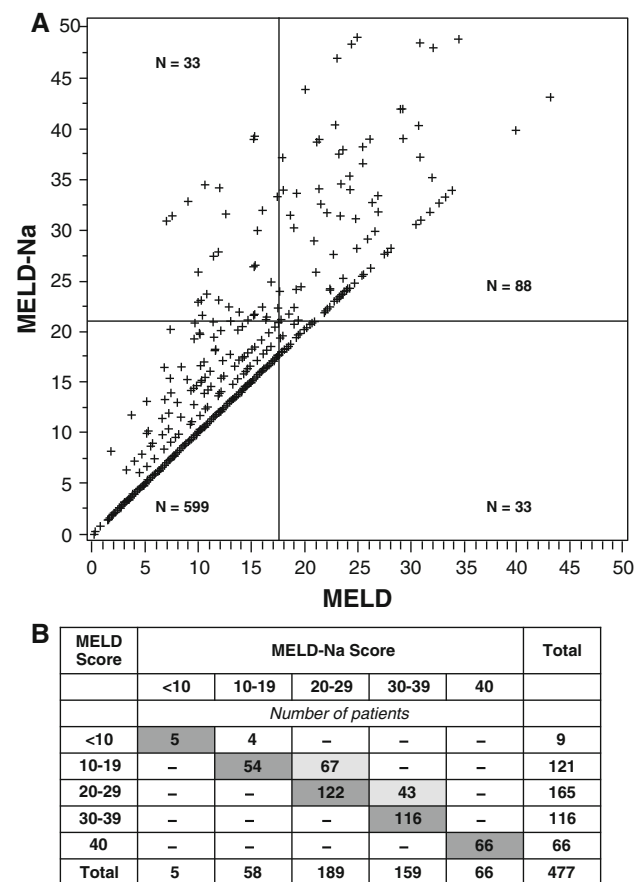 A
50
N = 33
45
40
35
30
MELD-Na
25
N = 88
20
15
10
5
N = 599
N = 33
0
0 5 10 15 20 25 30 35 40 45 50
MELD
B
MELD Score MELD-Na Score Total
<10 10-19 20-29 30-39 40
Number of patients
<10 5 4 – – – 9
10-19 – 54 67 – – 121
20-29 – – 122 43 – 165
30-39 – – – 116 – 116
40 – – – – 66 66
Total 5 58 189 159 66 477